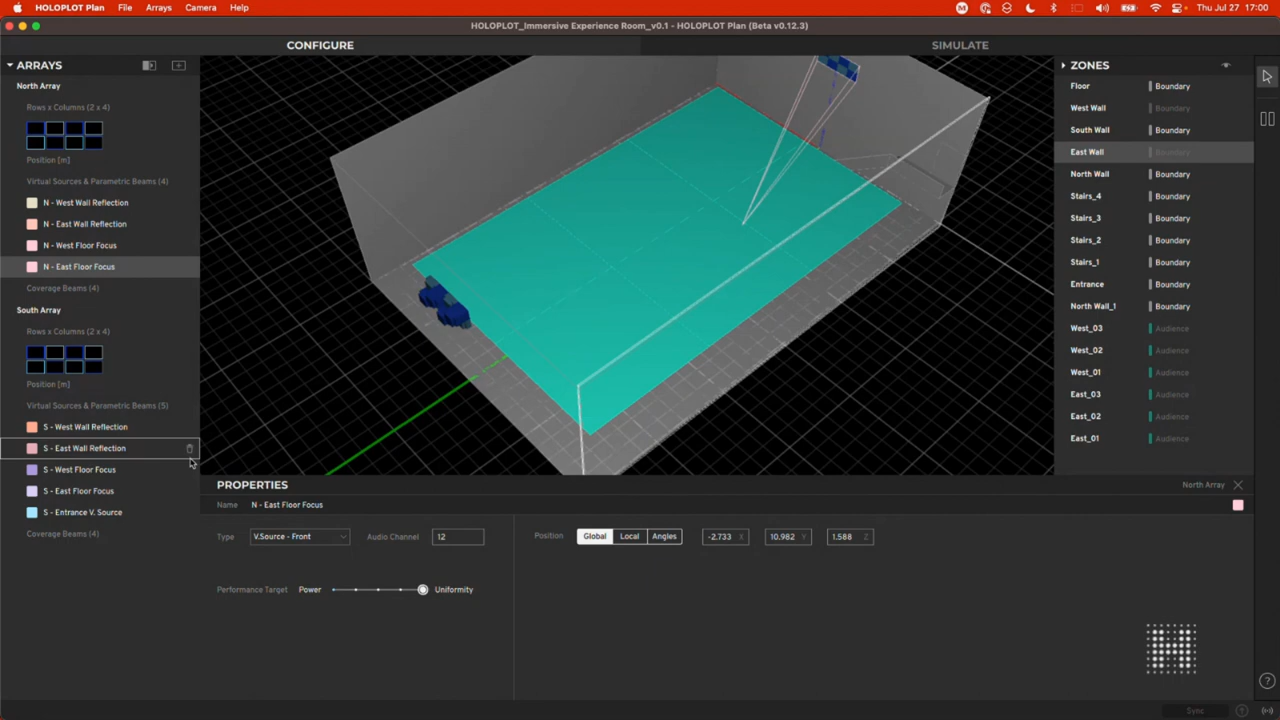 HOLOPLOT Plan File Arrays Camera Help Thu Jul 27 17:00
HOLOPLOT_Immersive Experience Room_v0.1 - HOLOPLOT Plan (Beta v0.12.3)
CONFIGURE
SIMULATE
ARRAYS
North Array
Rows x Columns (2 x 4)
Position [m]
Virtual Sources & Parametric Beams (4)
N - West Wall Reflection
N - East Wall Reflection
N - West Floor Focus
N - East Floor Focus
Coverage Beams (4)
South Array
Rows x Columns (2 x 4)
Position [m]
Virtual Sources & Parametric Beams (5)
S - West Wall Reflection
S - East Wall Reflection
S - West Floor Focus
S - East Floor Focus
S - Entrance V. Source
Coverage Beams (4)
ZONES
Floor Boundary
West Wall Boundary
South Wall Boundary
East Wall Boundary
North Wall Boundary
Stairs_4 Boundary
Stairs_3 Boundary
Stairs_2 Boundary
Stairs_1 Boundary
Entrance Boundary
North Wall_1 Boundary
West_03 Audience
West_02 Audience
West_01 Audience
East_03 Audience
East_02 Audience
East_01 Audience
PROPERTIES
North Array
Name N - East Floor Focus
Type V.Source - Front Audio Channel 12
Position Global Local Angles -2.733 X 10.982 Y 1.588 Z
Performance Target Power Uniformity
Sync